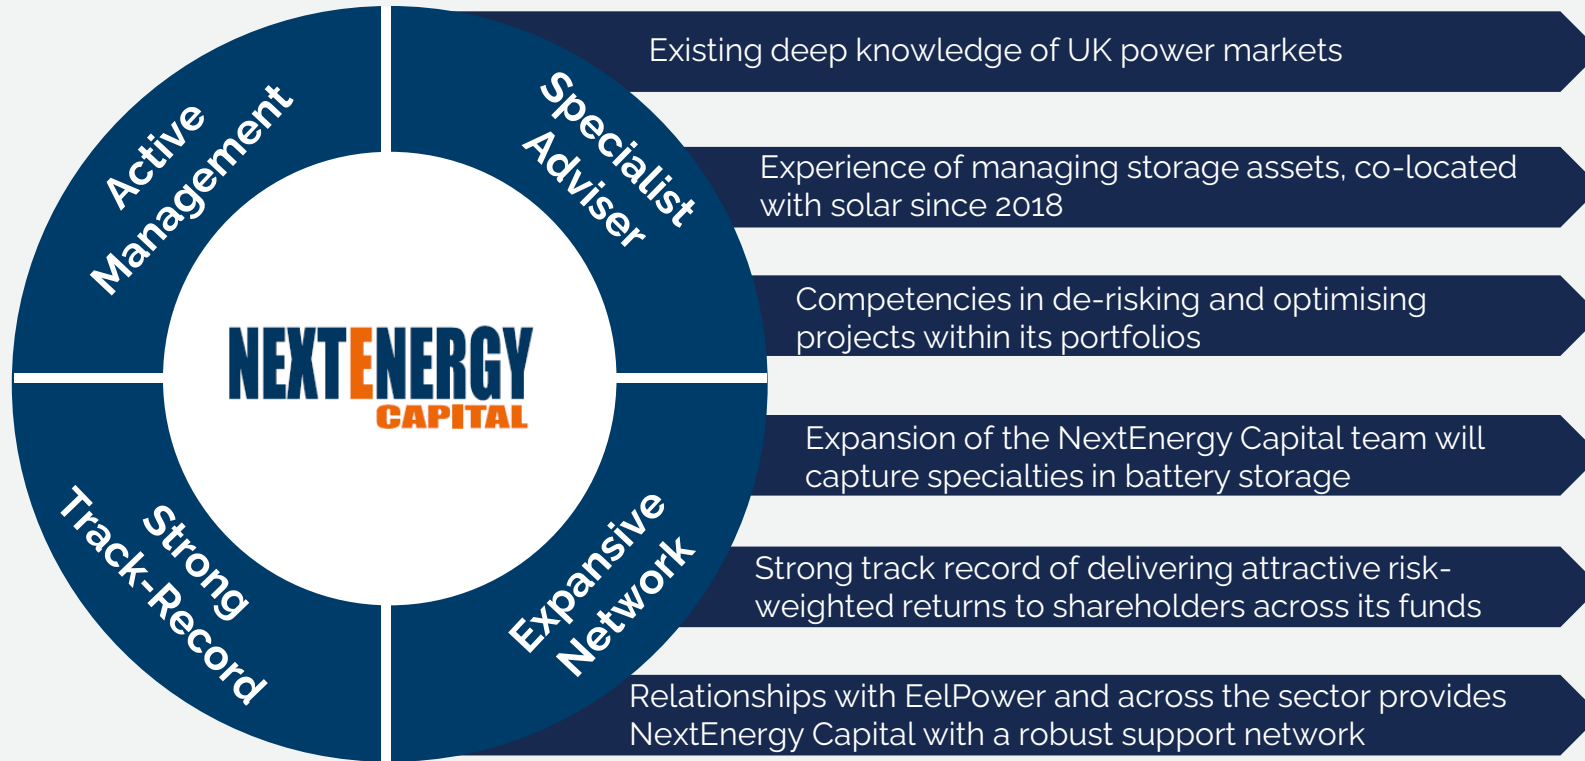 Active
Management
Specialist
Adviser
NEXTENERGY
CAPITAL
Strong
Track-Record
Expansive
Network
Existing deep knowledge of UK power markets
Experience of managing storage assets, co-located
with solar since 2018
Competencies in de-risking and optimising
projects within its portfolios
Expansion of the NextEnergy Capital team will
capture specialties in battery storage
Strong track record of delivering attractive risk-
weighted returns to shareholders across its funds
Relationships with EelPower and across the sector provides
NextEnergy Capital with a robust support network